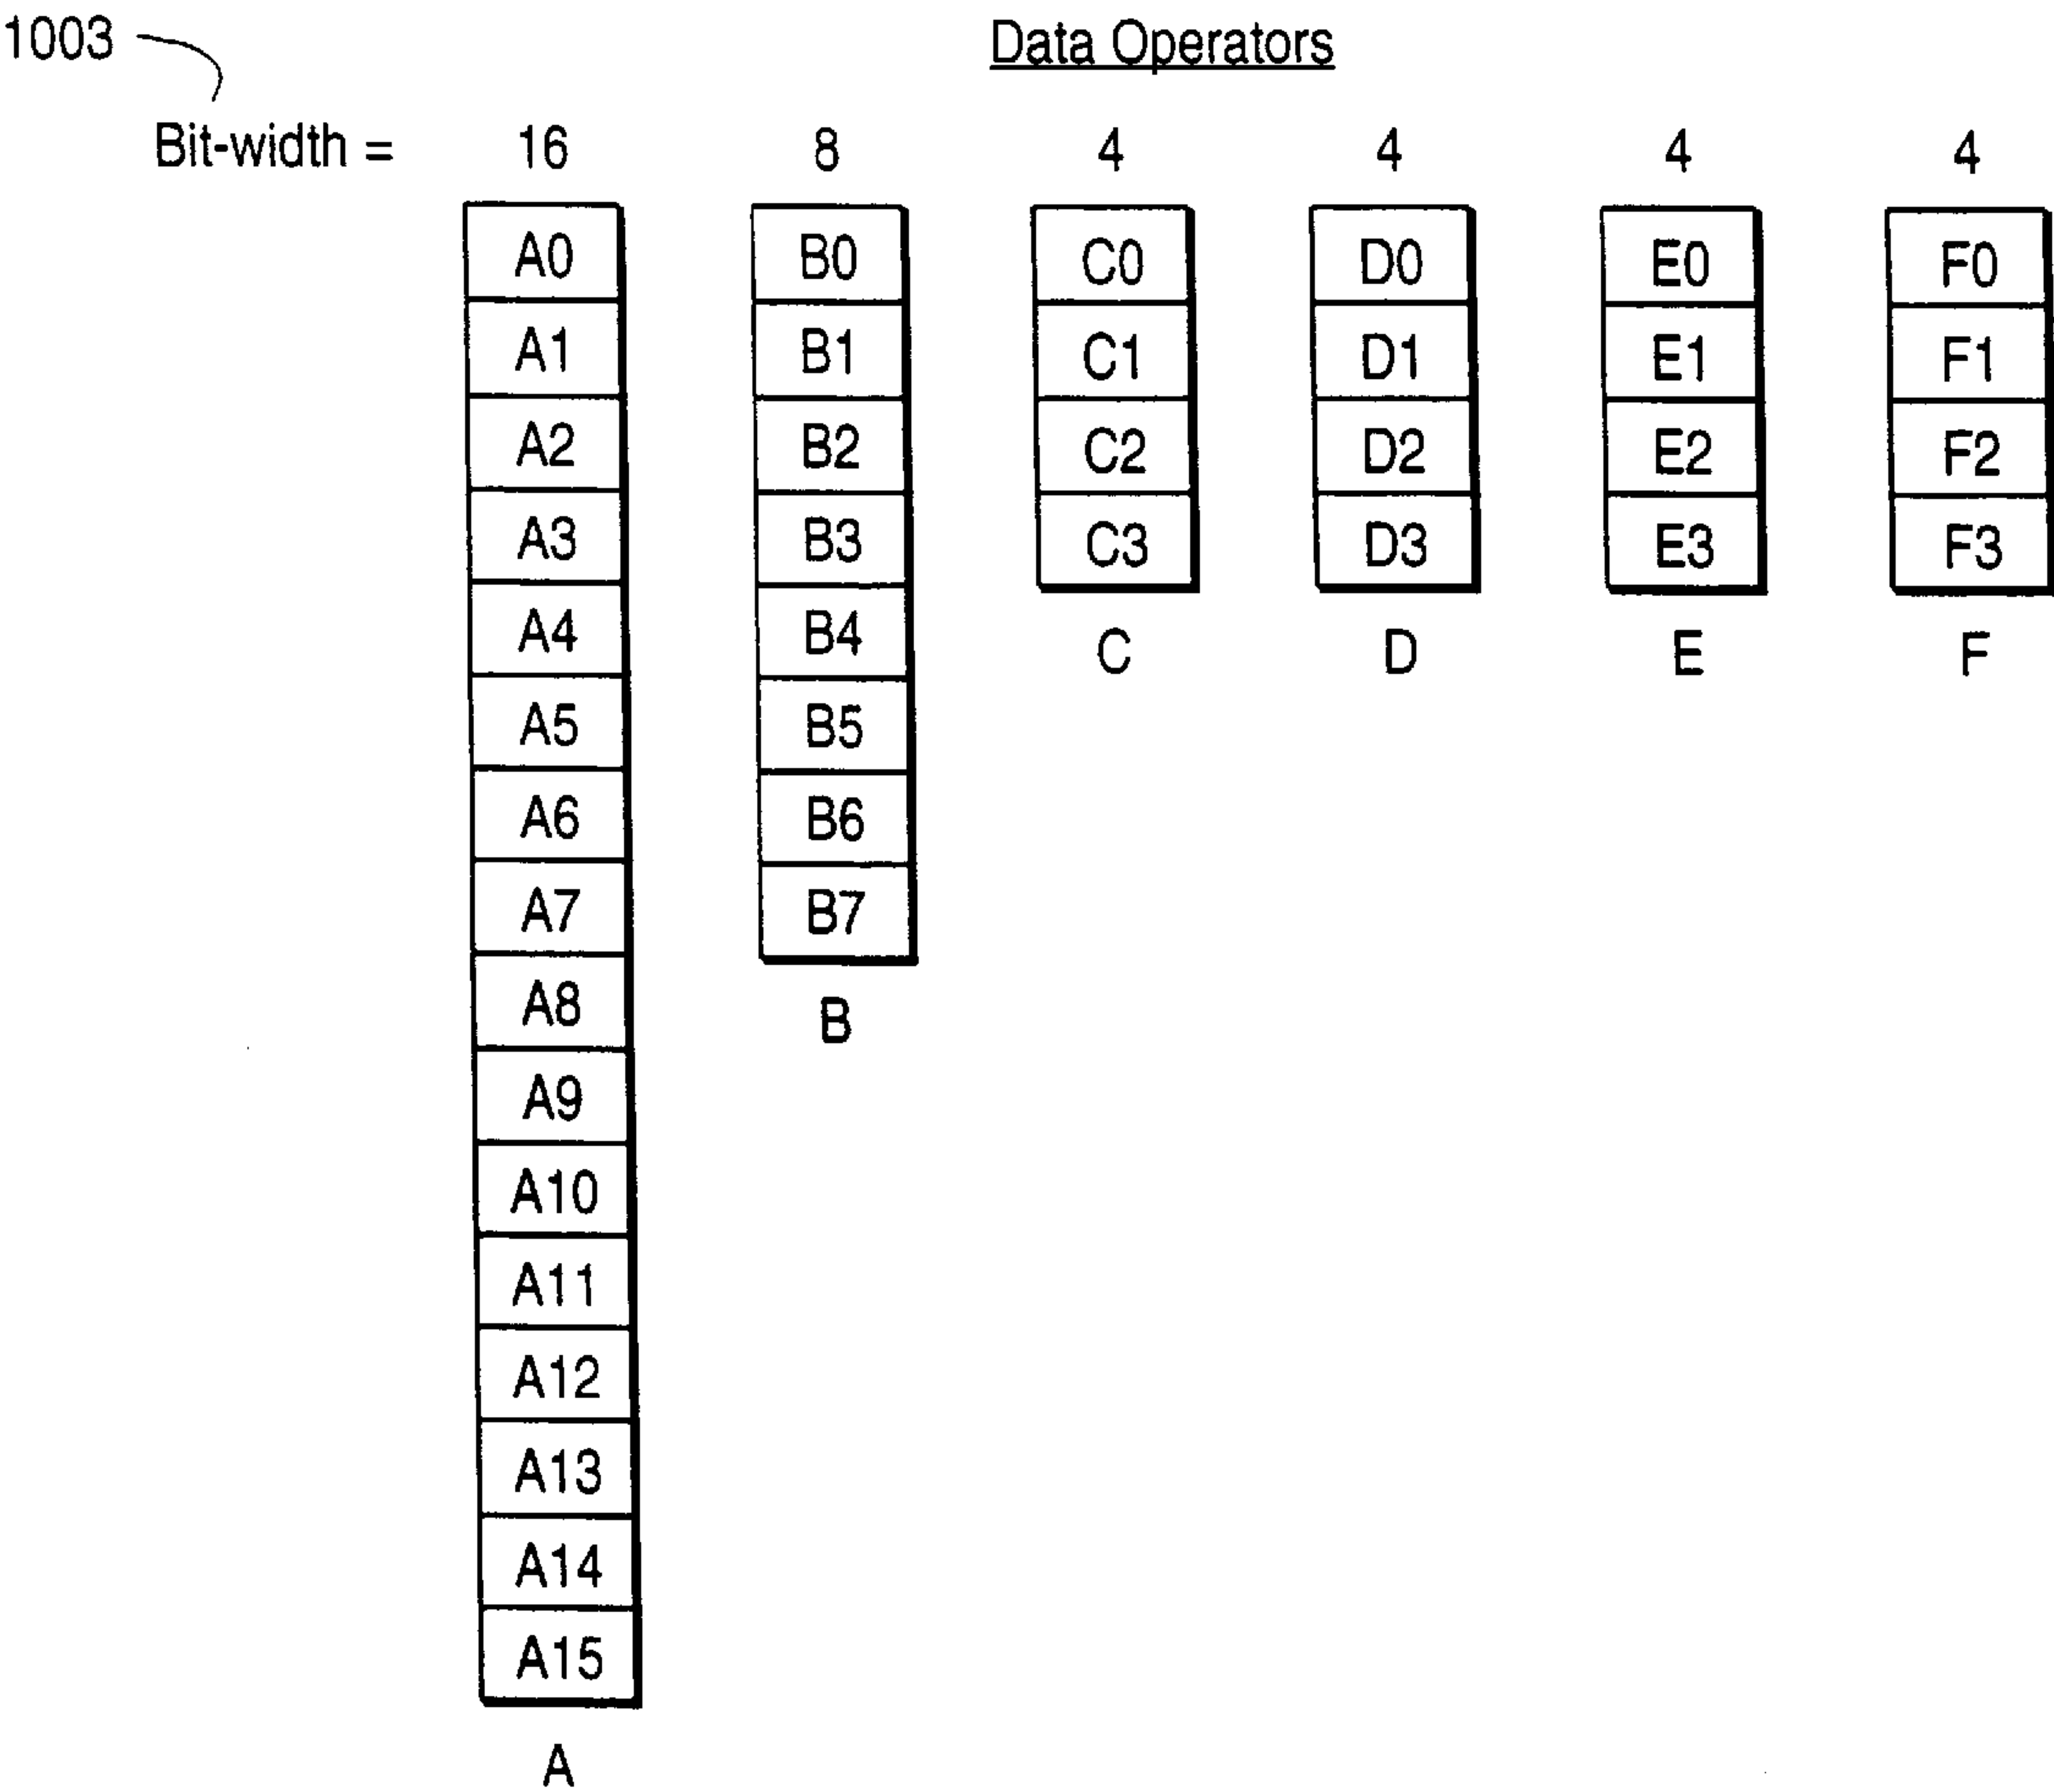 1003
Data Operators
Bit-width = 16 8 4 4 4 4
A0 B0 C0 D0 E0 F0
A1 B1 C1 D1 E1 F1
A2 B2 C2 D2 E2 F2
A3 B3 C3 D3 E3 F3
A4 B4 C D E F
A5 B5
A6 B6
A7 B7
A8 B
A9
A10
A11
A12
A13
A14
A15
A